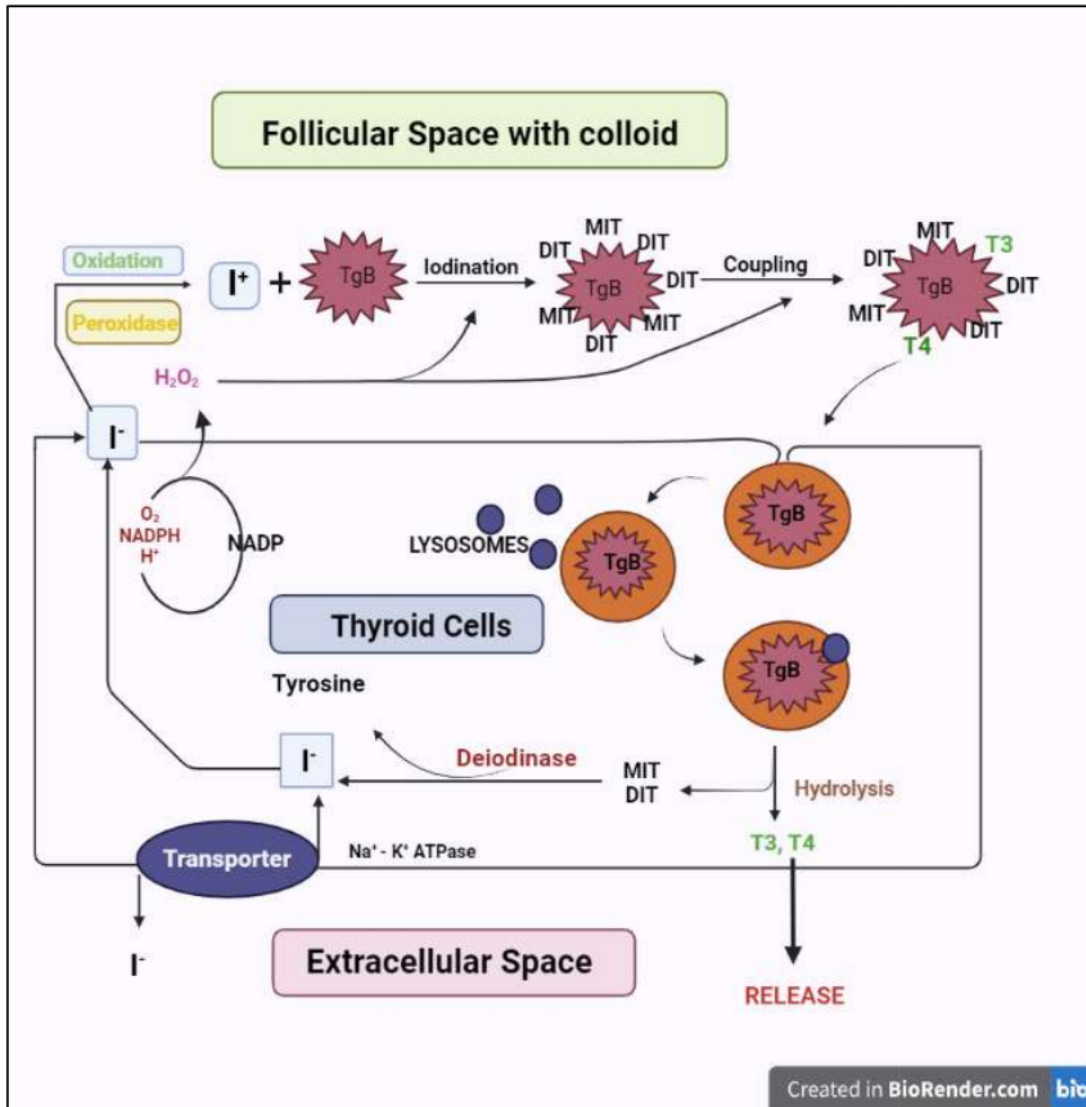 Follicular Space with colloid
Oxidation
Peroxidase
I⁺ +
TgB
Iodination
MIT
DIT
DIT
TgB
DIT
MIT
MIT
DIT
Coupling
MIT
T3
DIT
TgB
DIT
MIT
DIT
T4
H₂O₂
I⁻
O₂
NADPH
H⁺
NADP
LYSOSOMES
TgB
TgB
TgB
Thyroid Cells
Tyrosine
I⁻
Deiodinase
MIT
DIT
Hydrolysis
T3, T4
Transporter
Na⁺ - K⁺ ATPase
I⁻
Extracellular Space
RELEASE
Created in BioRender.com bio